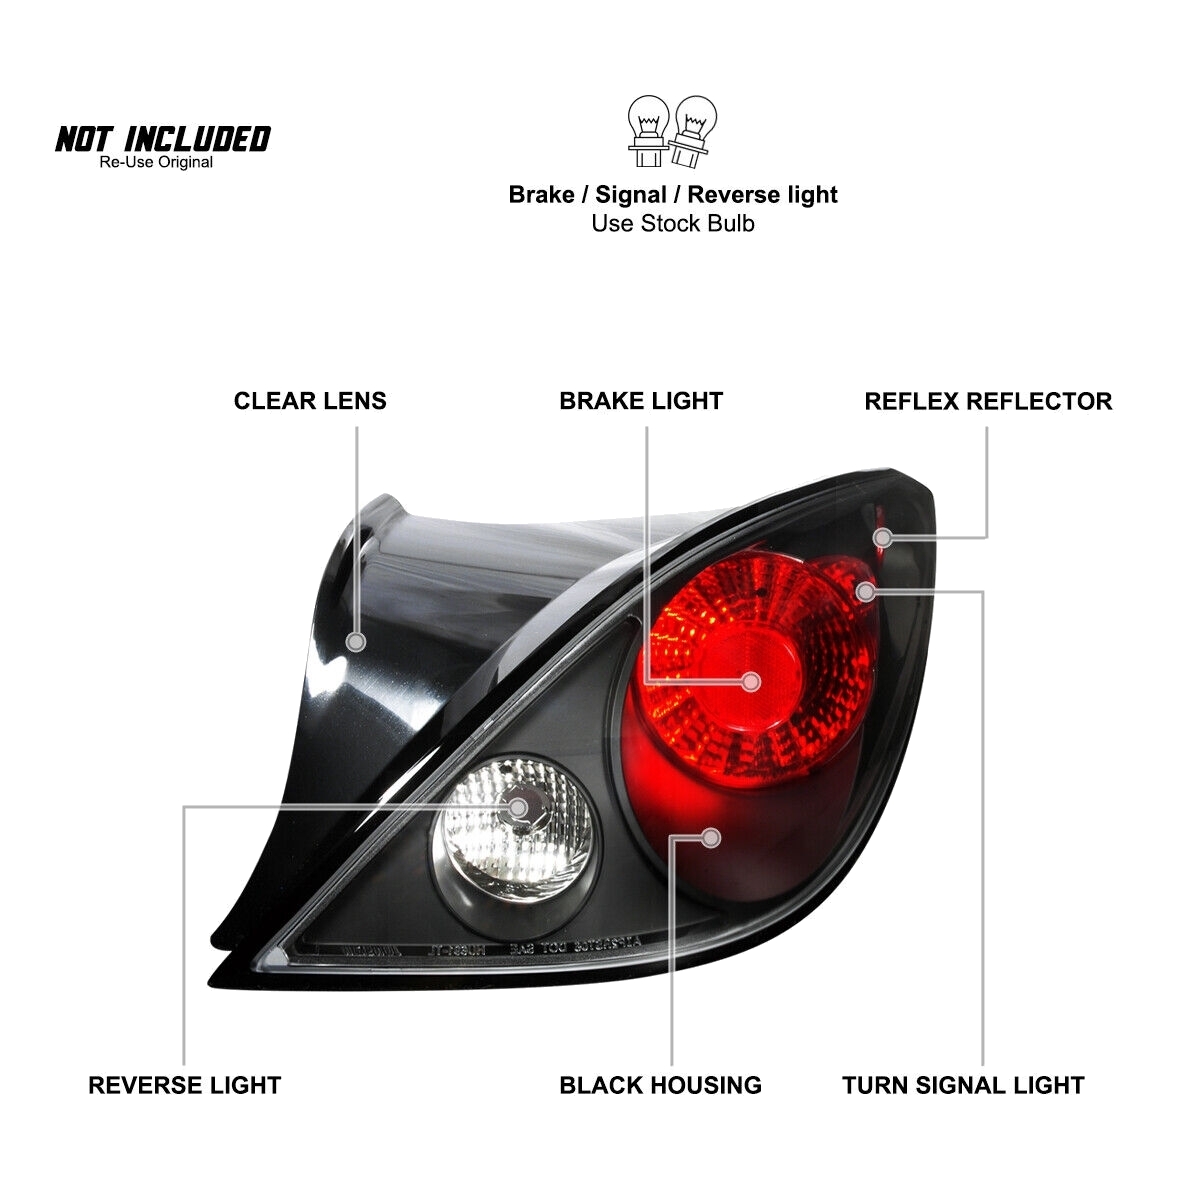 NOT INCLUDED
Re-Use Original
Brake / Signal / Reverse light
Use Stock Bulb
CLEAR LENS
BRAKE LIGHT
REFLEX REFLECTOR
REVERSE LIGHT
BLACK HOUSING
TURN SIGNAL LIGHT